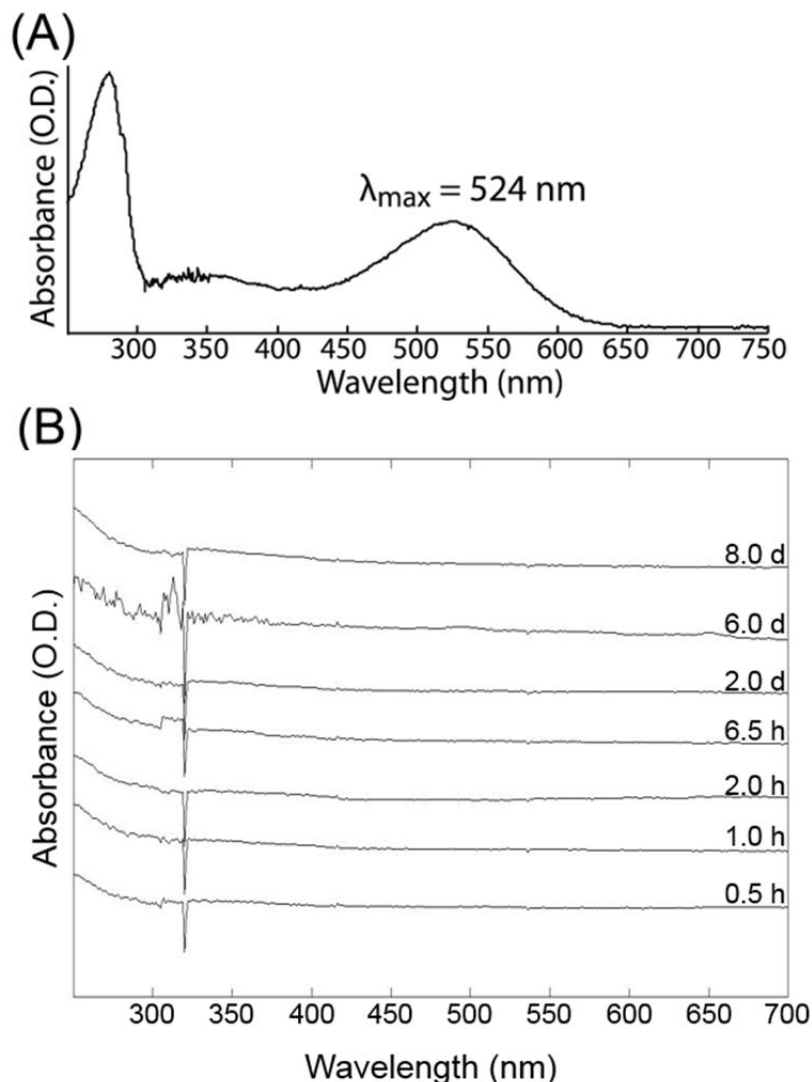 (A)
Absorbance (O.D.)
λmax = 524 nm
300 350 400 450 500 550 600 650 700 750
Wavelength (nm)
(B)
Absorbance (O.D.)
8.0 d
6.0 d
2.0 d
6.5 h
2.0 h
1.0 h
0.5 h
300 350 400 450 500 550 600 650 700
Wavelength (nm)